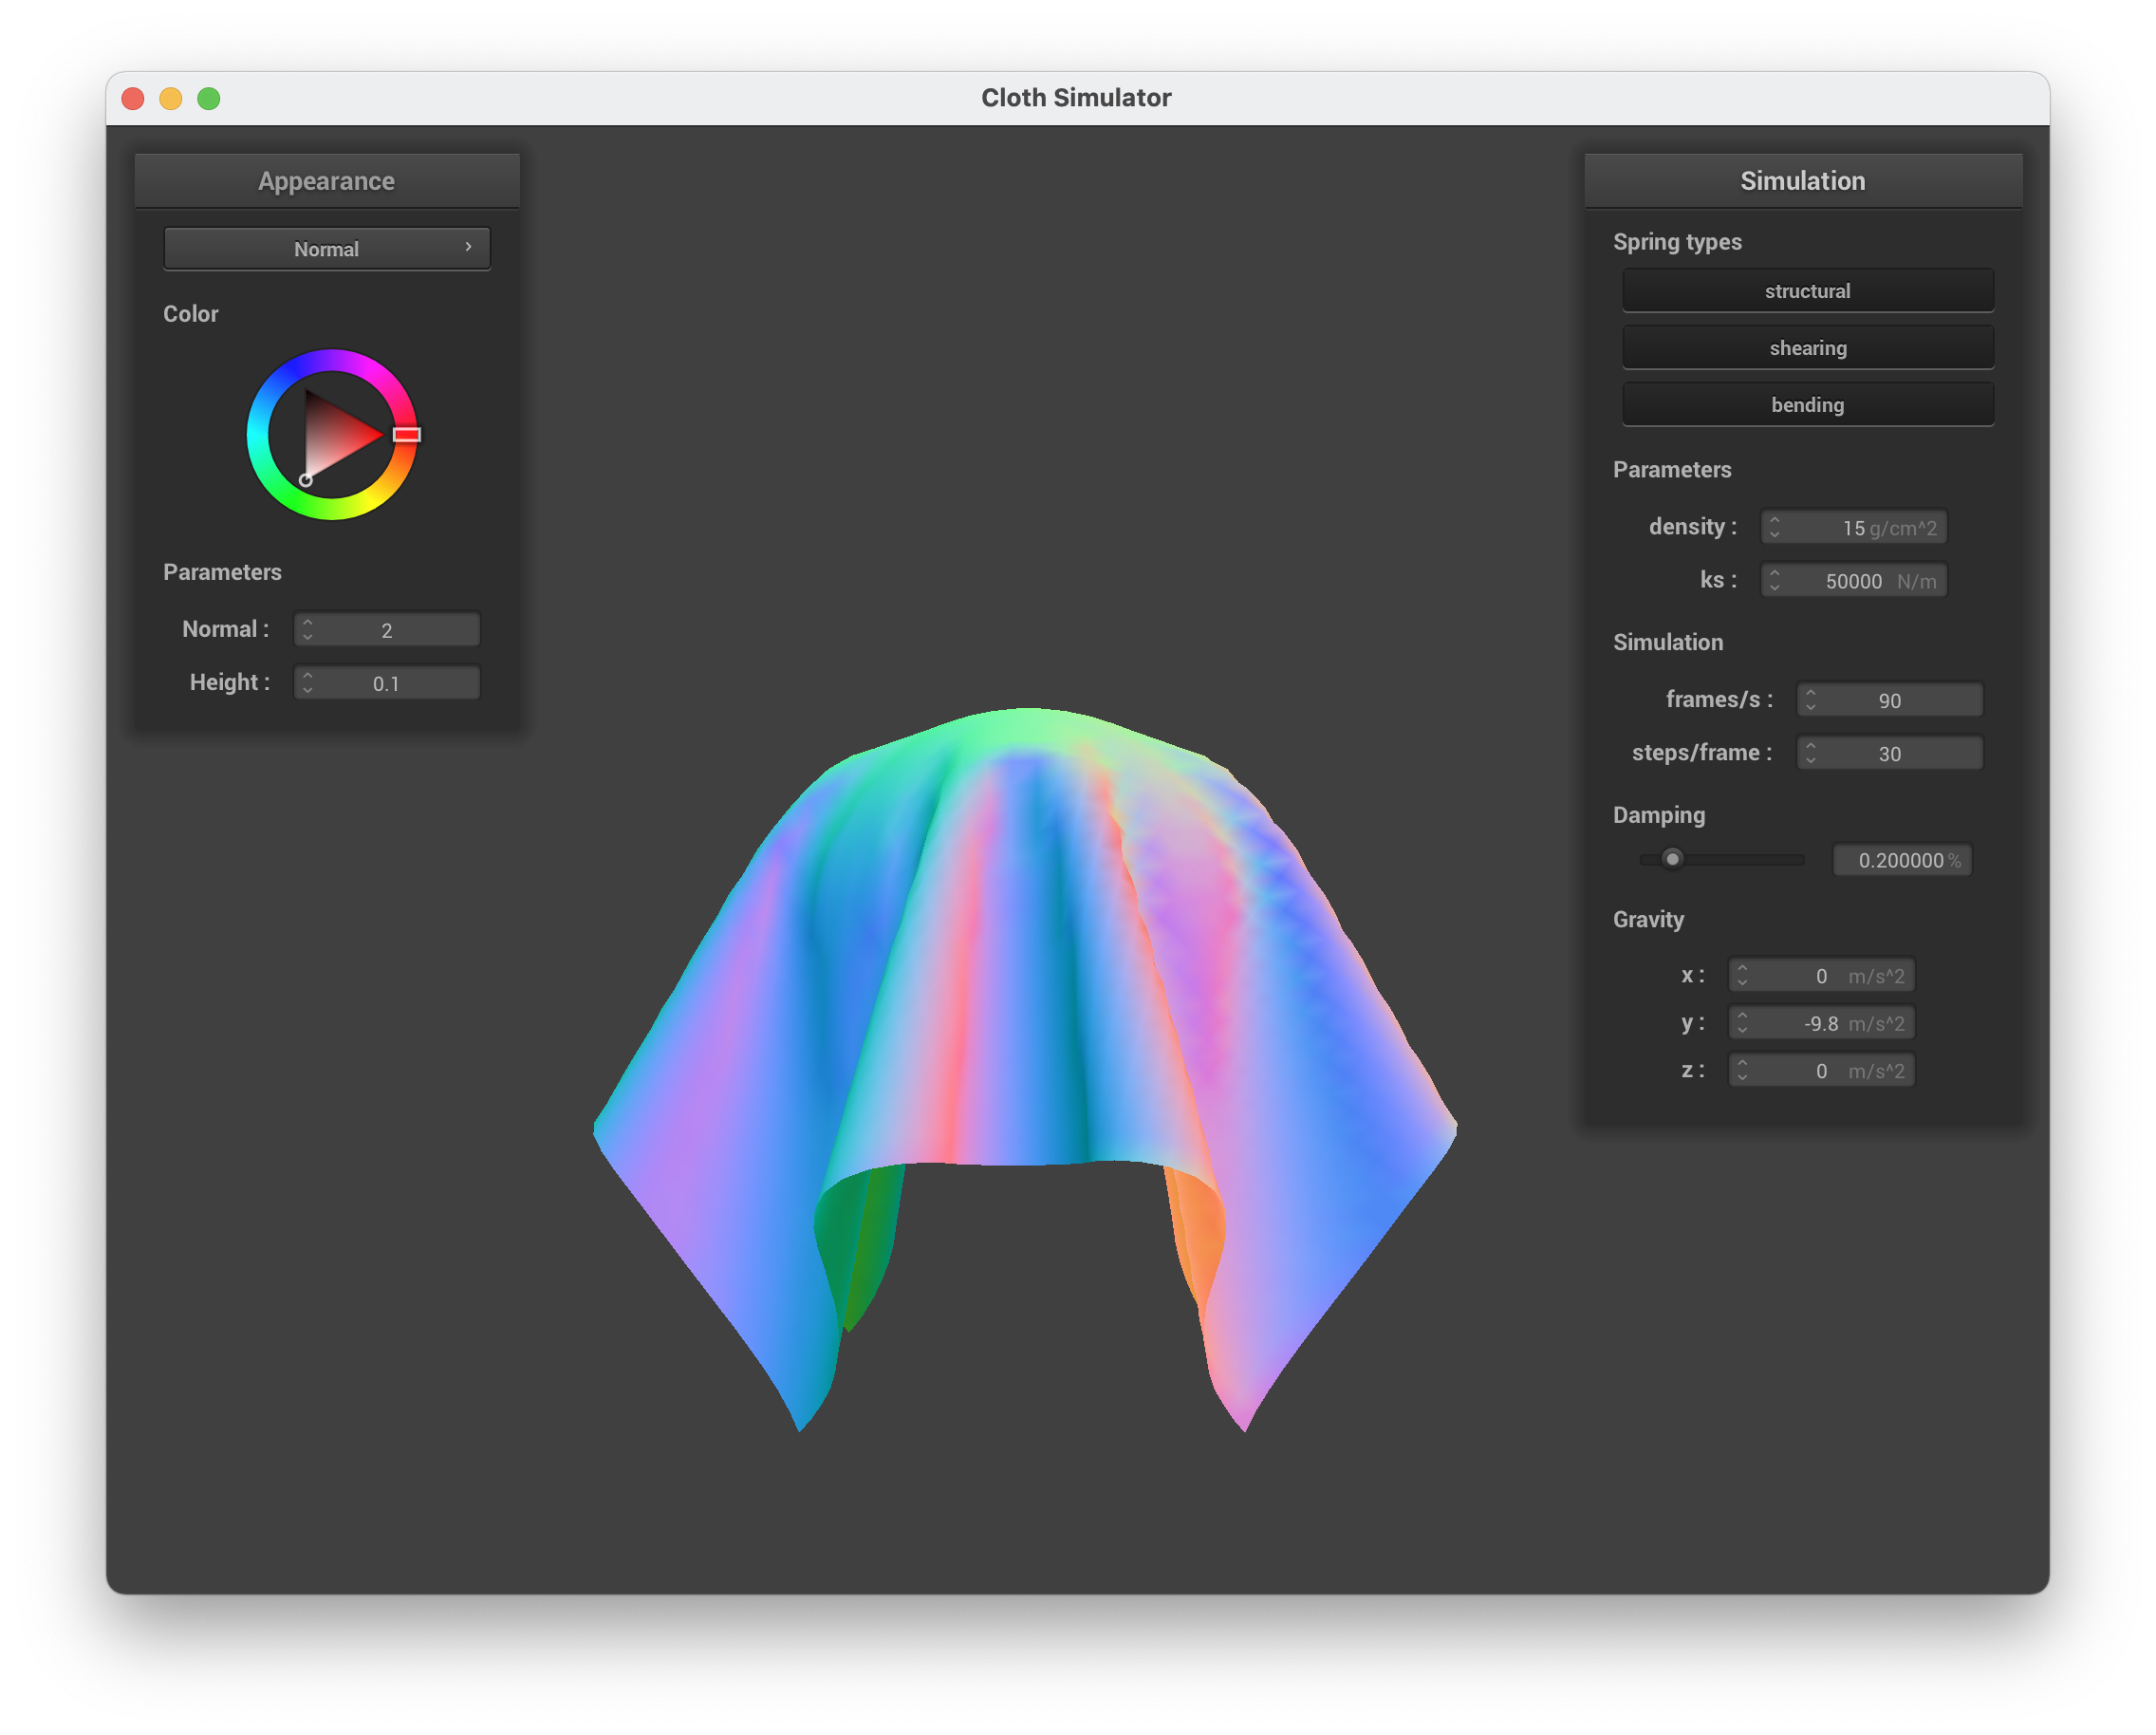 Cloth Simulator
Appearance
Normal
Color
Parameters
Normal :
2
Height :
0.1
Simulation
Spring types
structural
shearing
bending
Parameters
density :
15 g/cm^2
ks :
50000 N/m
Simulation
frames/s :
90
steps/frame :
30
Damping
0.200000 %
Gravity
x :
0 m/s^2
y :
-9.8 m/s^2
z :
0 m/s^2